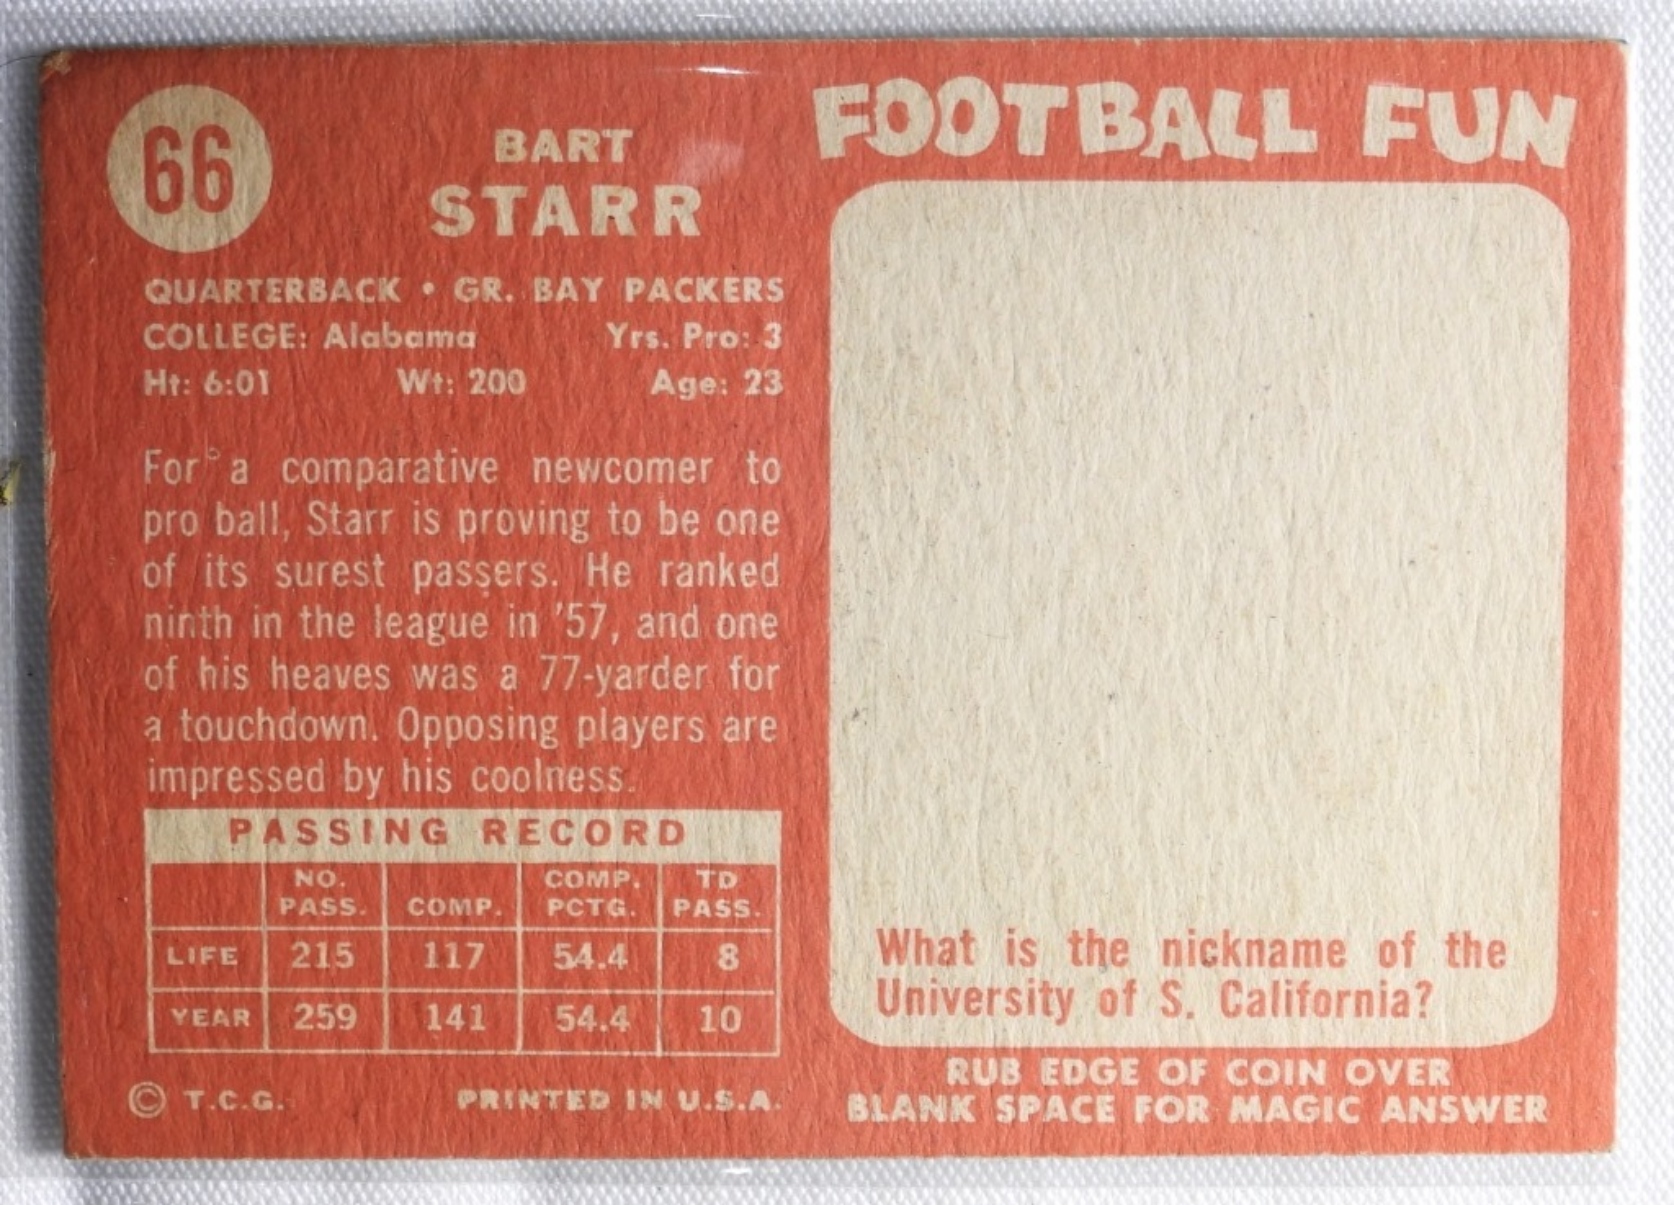 66
BART
STARR
QUARTERBACK • GR. BAY PACKERS
COLLEGE: Alabama Yrs. Pro: 3
Ht: 6:01 Wt: 200 Age: 23
For a comparative newcomer to
pro ball, Starr is proving to be one
of its surest passers. He ranked
ninth in the league in '57, and one
of his heaves was a 77-yarder for
a touchdown. Opposing players are
impressed by his coolness.
PASSING RECORD
NO. PASS. COMP. COMP. PCTG. TD PASS.
LIFE 215 117 54.4 8
YEAR 259 141 54.4 10
© T.C.G. PRINTED IN U.S.A.
FOOTBALL FUN
What is the nickname of the
University of S. California?
RUB EDGE OF COIN OVER
BLANK SPACE FOR MAGIC ANSWER